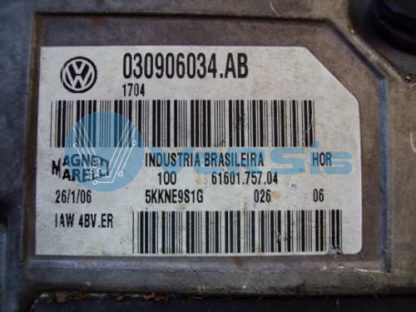 030906034.AB
1704
MAGNETI MARELLI
INDUSTRIA BRASILEIRA HOR
100 61601.757.04
26/1/06 5KKNE9S1G 026 06
IAW 4BV.ER